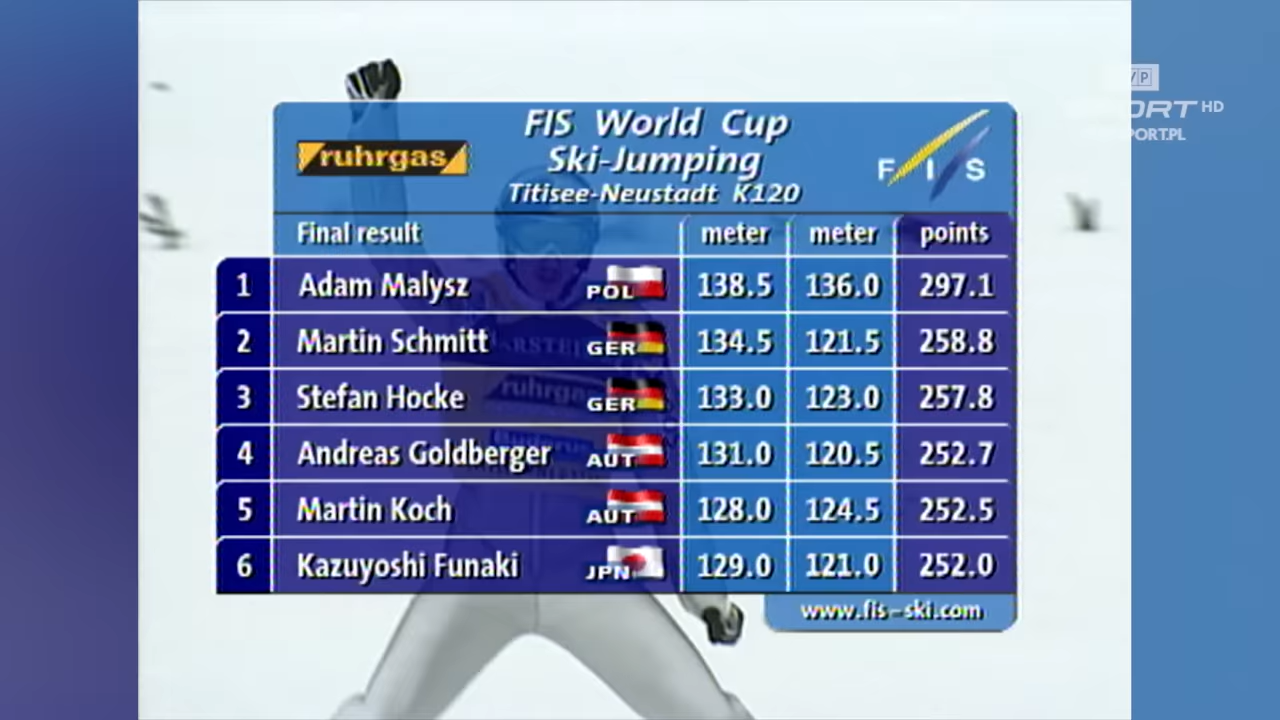 FIS World Cup
Ski-Jumping
Titisee-Neustadt K120
ruhrgas
F I S
Final result meter meter points
1 Adam Malysz POL 138.5 136.0 297.1
2 Martin Schmitt GER 134.5 121.5 258.8
3 Stefan Hocke GER 133.0 123.0 257.8
4 Andreas Goldberger AUT 131.0 120.5 252.7
5 Martin Koch AUT 128.0 124.5 252.5
6 Kazuyoshi Funaki JPN 129.0 121.0 252.0
www.fis-ski.com
HD